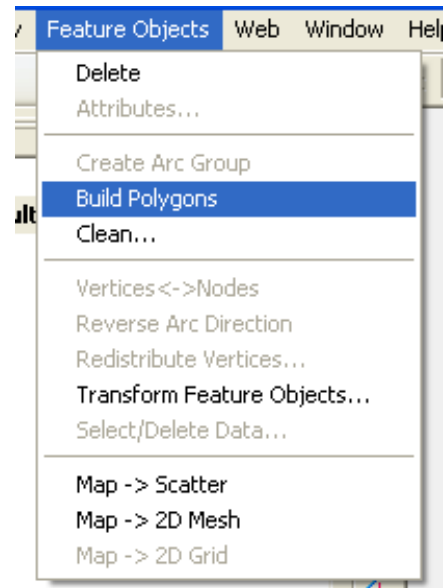 Feature Objects Web Window Help
Delete
Attributes...
Create Arc Group
Build Polygons
Clean...
Vertices<->Nodes
Reverse Arc Direction
Redistribute Vertices...
Transform Feature Objects...
Select/Delete Data...
Map -> Scatter
Map -> 2D Mesh
Map -> 2D Grid